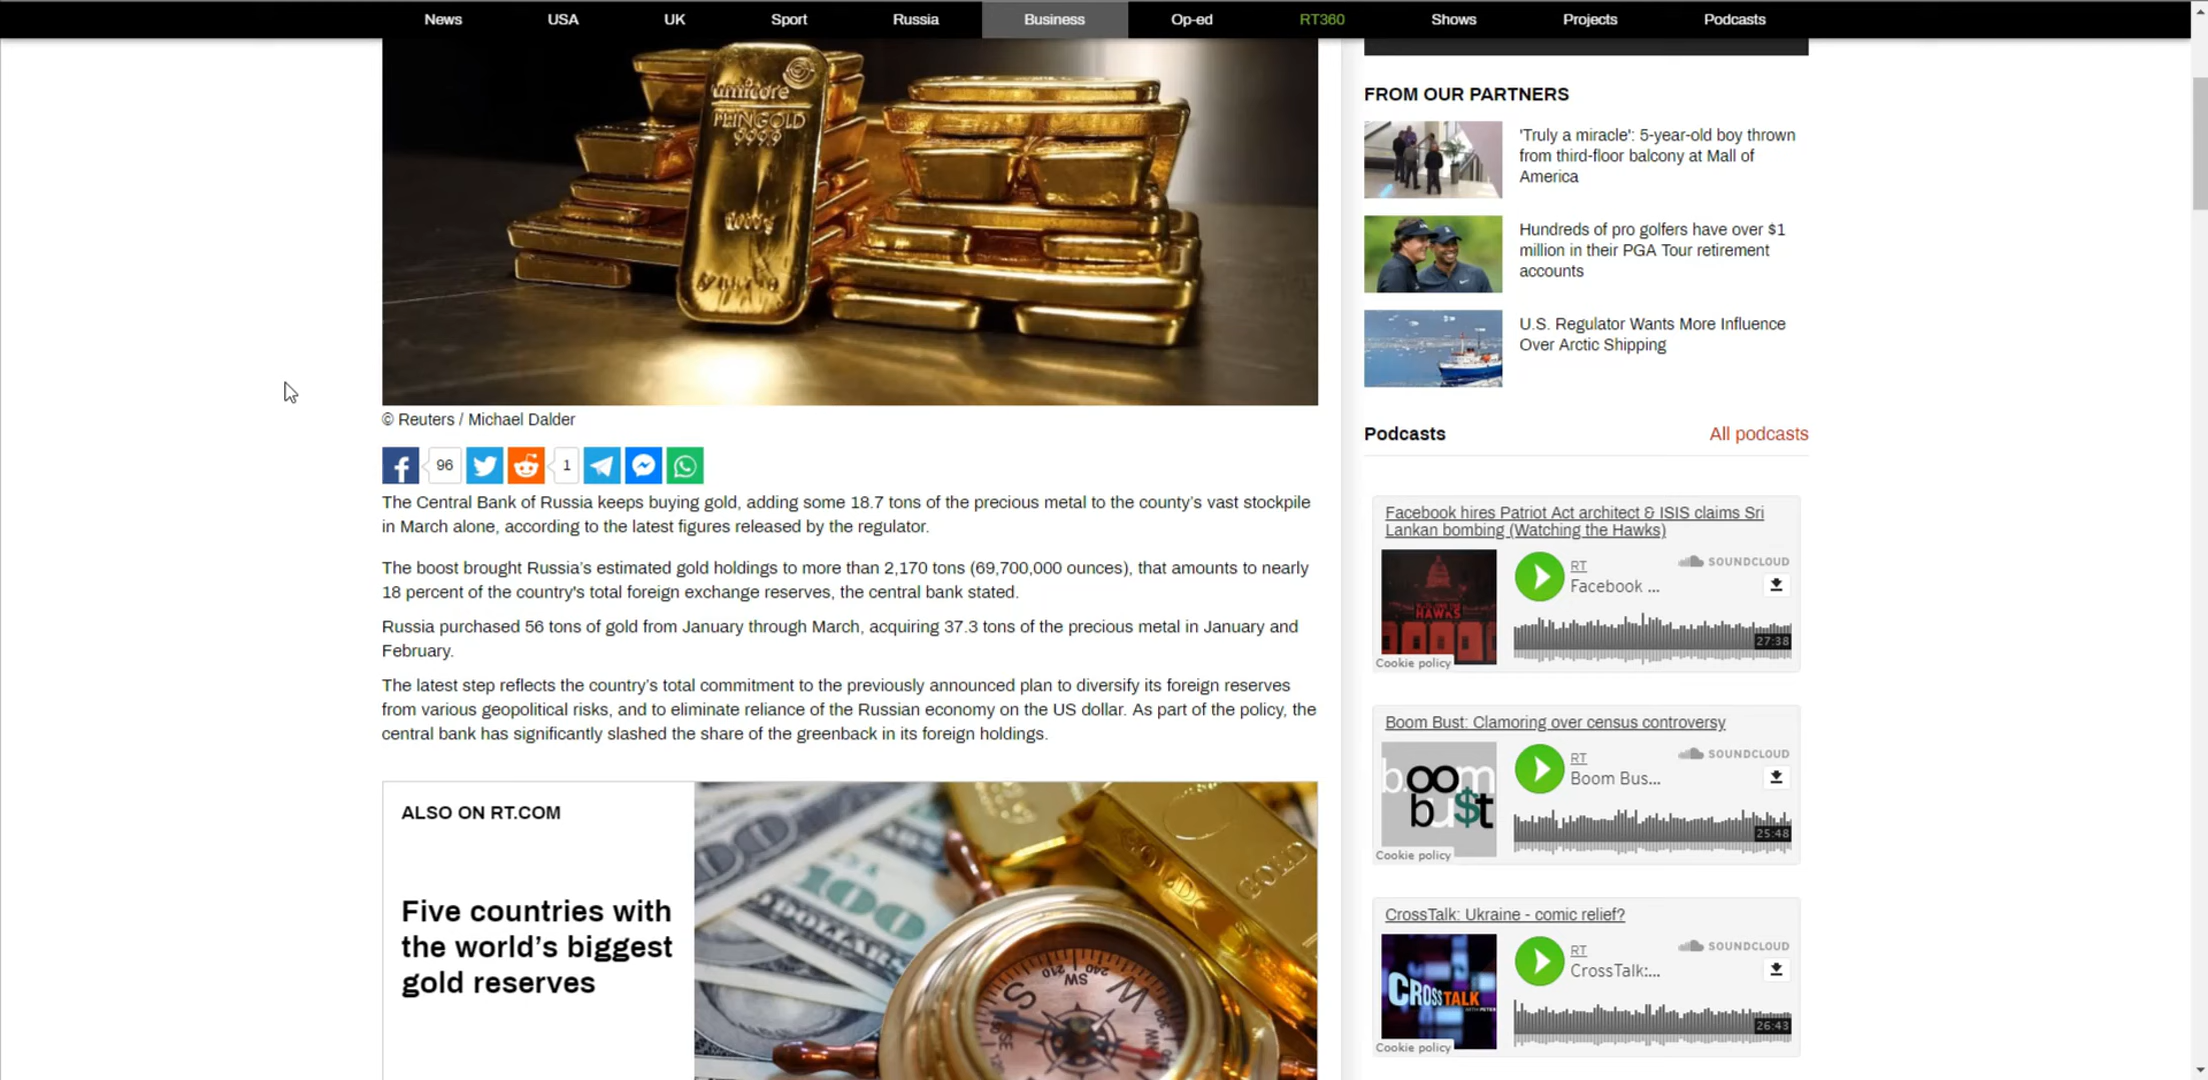 News USA UK Sport Russia Business Op-ed RT360 Shows Projects Podcasts
umicore
FEINGOLD
999,9
© Reuters / Michael Dalder
96
1
The Central Bank of Russia keeps buying gold, adding some 18.7 tons of the precious metal to the county's vast stockpile
in March alone, according to the latest figures released by the regulator.
The boost brought Russia's estimated gold holdings to more than 2,170 tons (69,700,000 ounces), that amounts to nearly
18 percent of the country's total foreign exchange reserves, the central bank stated.
Russia purchased 56 tons of gold from January through March, acquiring 37.3 tons of the precious metal in January and
February.
The latest step reflects the country's total commitment to the previously announced plan to diversify its foreign reserves
from various geopolitical risks, and to eliminate reliance of the Russian economy on the US dollar. As part of the policy, the
central bank has significantly slashed the share of the greenback in its foreign holdings.
ALSO ON RT.COM
Five countries with
the world's biggest
gold reserves
100
DOLLAR
GOLD
GOLD
S
SW
W
210
240
300
SE
FROM OUR PARTNERS
'Truly a miracle': 5-year-old boy thrown
from third-floor balcony at Mall of
America
Hundreds of pro golfers have over $1
million in their PGA Tour retirement
accounts
U.S. Regulator Wants More Influence
Over Arctic Shipping
Podcasts All podcasts
Facebook hires Patriot Act architect & ISIS claims Sri
Lankan bombing (Watching the Hawks)
HAWKS
RT
Facebook ...
SOUNDCLOUD
27:38
Cookie policy
Boom Bust: Clamoring over census controversy
boom
bu$t
RT
Boom Bus...
SOUNDCLOUD
25:48
Cookie policy
CrossTalk: Ukraine - comic relief?
CROSSTALK
WITH PETER
RT
CrossTalk:...
SOUNDCLOUD
26:43
Cookie policy